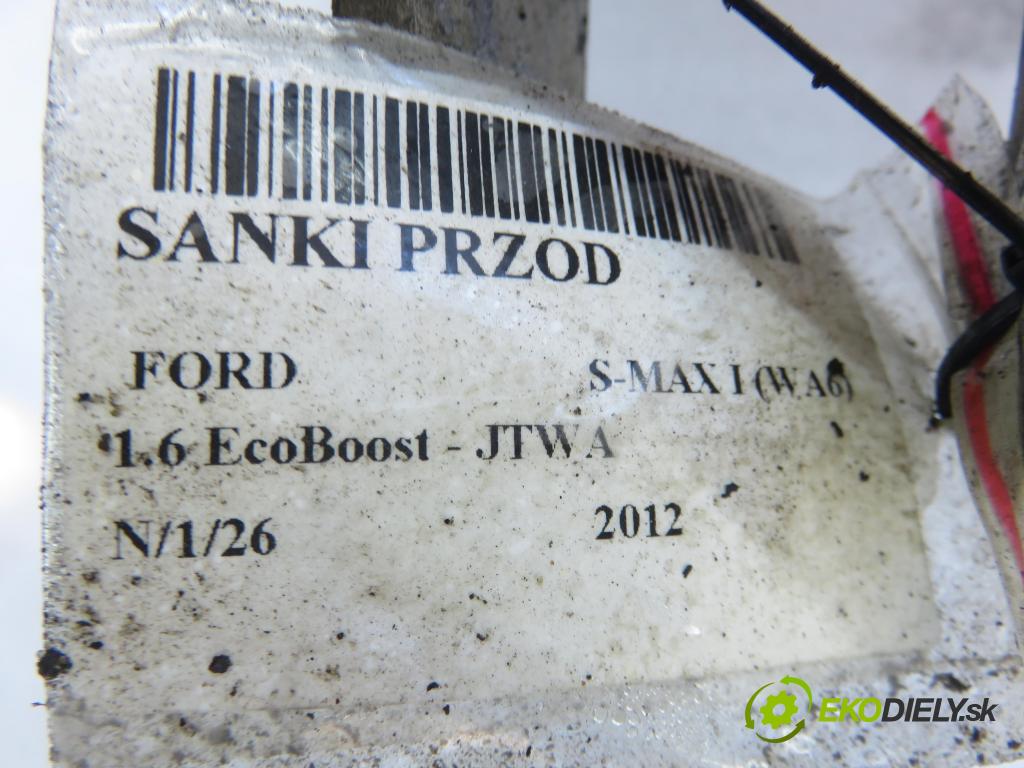 SANKI PRZOD
FORD S-MAX I (WA6)
1.6 EcoBoost - JTWA
N/1/26 2012
EKODIELY.sk